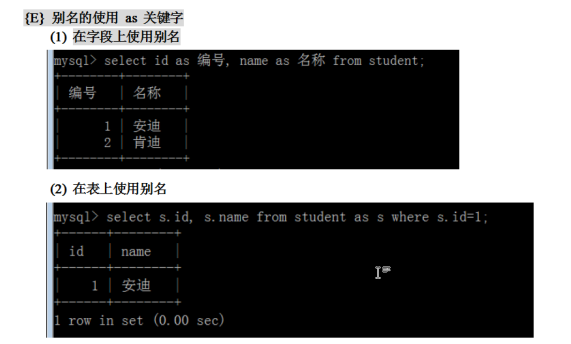 {E} 别名的使用 as 关键字
(1) 在字段上使用别名
mysql> select id as 编号, name as 名称 from student;
+--------+--------+
| 编号 | 名称 |
+--------+--------+
| 1 | 安迪 |
| 2 | 肯迪 |
+--------+--------+
(2) 在表上使用别名
mysql> select s.id, s.name from student as s where s.id=1;
+------+--------+
| id | name |
+------+--------+
| 1 | 安迪 |
+------+--------+
1 row in set (0.00 sec)